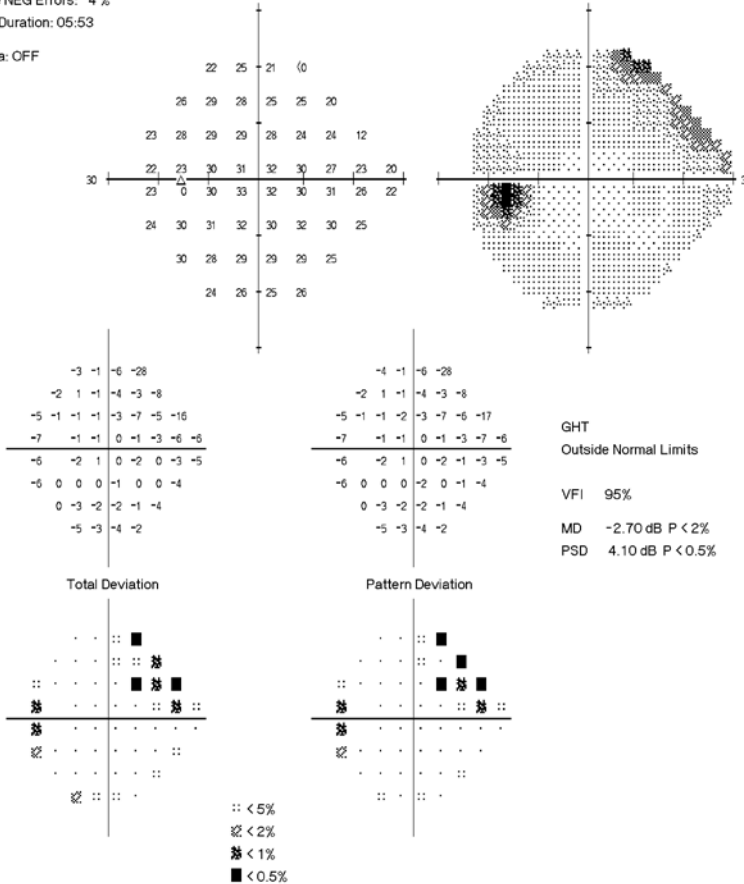 NEG Errors: 4 %
Duration: 05:53
a: OFF
22 25 21 <0
26 29 28 25 25 20
23 28 29 29 28 24 24 12
22 23 30 31 32 30 27 23 20
30
23 0 30 33 32 30 31 26 22
24 30 31 32 30 32 30 25
30 28 29 29 29 25
24 26 25 26
-3 -1 -6 -28
-2 1 -1 -4 -3 -8
-5 -1 -1 -1 -3 -7 -5 -16
-7 -1 -1 0 -1 -3 -6 -6
-6 -2 1 0 -2 0 -3 -5
-6 0 0 0 -1 0 0 -4
0 -3 -2 -2 -1 -4
-5 -3 -4 -2
Total Deviation
-4 -1 -6 -28
-2 1 -1 -4 -3 -8
-5 -1 -1 -2 -3 -7 -6 -17
-7 -1 -1 0 -1 -3 -7 -6
-6 -2 1 0 -2 -1 -3 -5
-6 0 0 0 -2 0 -1 -4
0 -3 -2 -2 -1 -4
-5 -3 -4 -2
Pattern Deviation
GHT
Outside Normal Limits
VFI 95%
MD -2.70 dB P < 2%
PSD 4.10 dB P < 0.5%
< 5%
< 2%
< 1%
< 0.5%